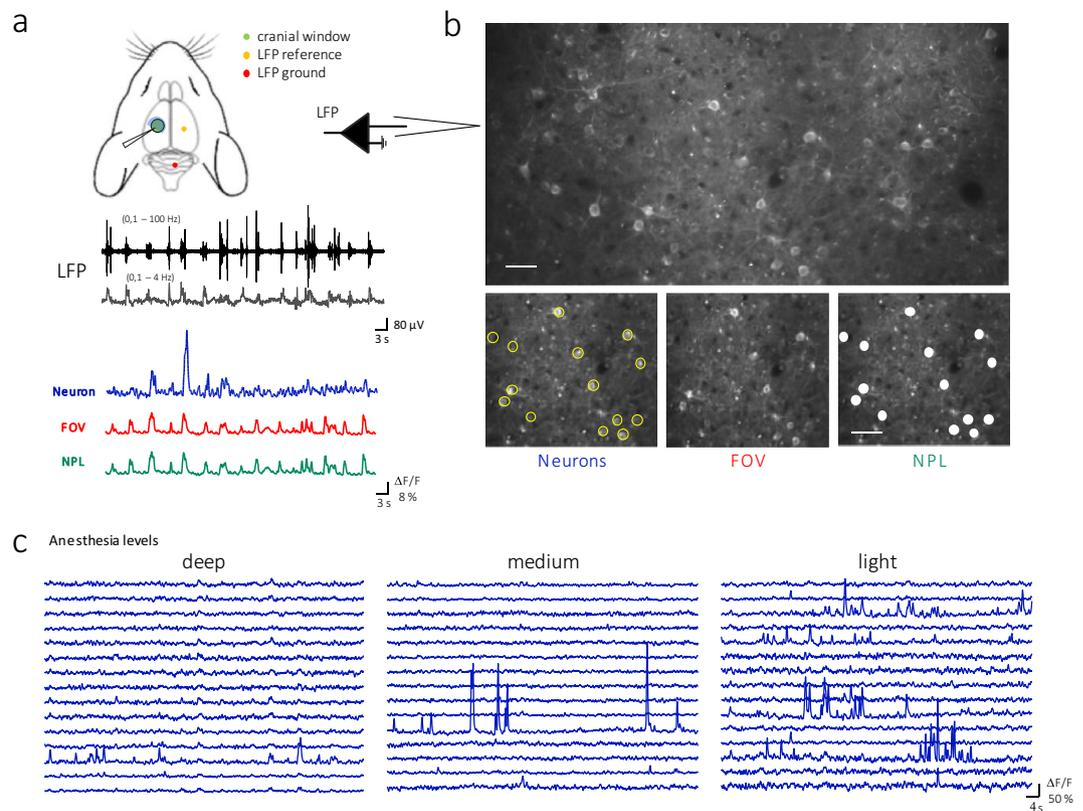 a
cranial window
LFP reference
LFP ground
LFP
(0,1 – 100 Hz)
LFP
(0,1 – 4 Hz)
80 µV
3 s
Neuron
FOV
NPL
ΔF/F
3 s 8 %
b
Neurons FOV NPL
c Anesthesia levels
deep medium light
ΔF/F
50 %
4 s